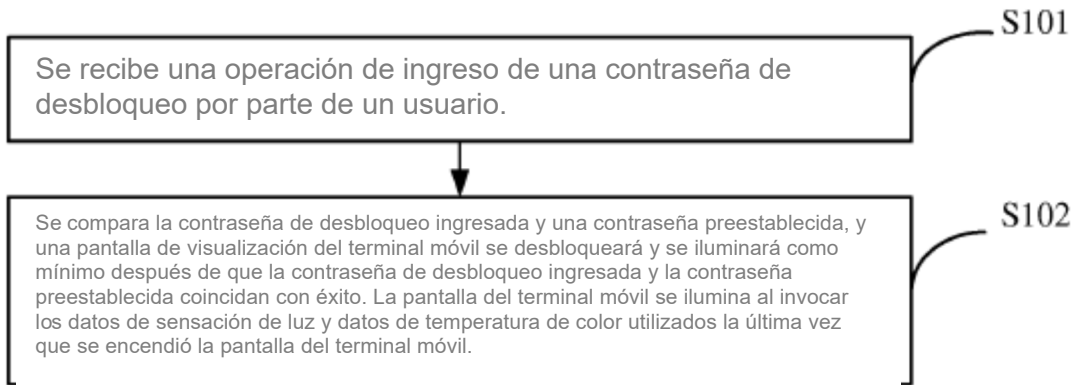 S101
Se recibe una operación de ingreso de una contraseña de
desbloqueo por parte de un usuario.
S102
Se compara la contraseña de desbloqueo ingresada y una contraseña preestablecida, y
una pantalla de visualización del terminal móvil se desbloqueará y se iluminará como
mínimo después de que la contraseña de desbloqueo ingresada y la contraseña
preestablecida coincidan con éxito. La pantalla del terminal móvil se ilumina al invocar
los datos de sensación de luz y datos de temperatura de color utilizados la última vez
que se encendió la pantalla del terminal móvil.